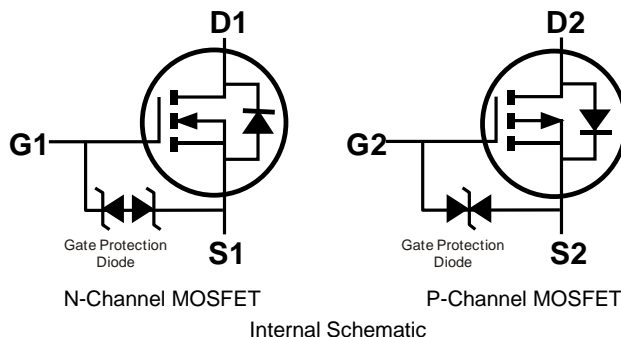 D1
D2
G1
G2
Gate Protection
Diode
S1
Gate Protection
Diode
S2
N-Channel MOSFET
P-Channel MOSFET
Internal Schematic